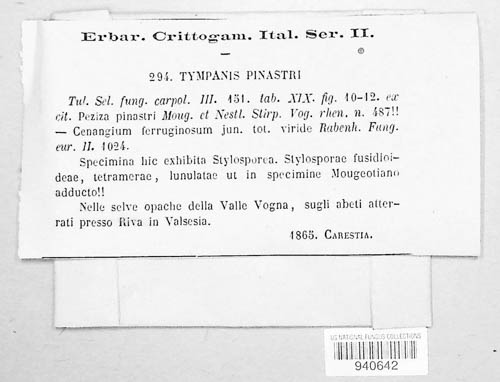 Erbar. Crittogam. Ital. Ser. II.
294. TYMPANIS PINASTRI
Tul. Sel. fung. carpol. III. 151. tab. XIX. fig. 10-12. ex
cit. Peziza pinastri Moug. et Nestl. Stirp. Vog. rhen. n. 487!!
— Cenangium ferruginosum jun. tot. viride Rabenh. Fung.
eur. II. 1024.
Specimina hic exhibita Stylosporea. Stylosporae fusidioi-
deae, tetramerae, lunulatae ut in specimine Mougeotiano
adducto!!
Nelle selve opache della Valle Vogna, sugli abeti atter-
rati presso Riva in Valsesia.
1865. CARESTIA.
US NATIONAL FUNGUS COLLECTIONS
940642